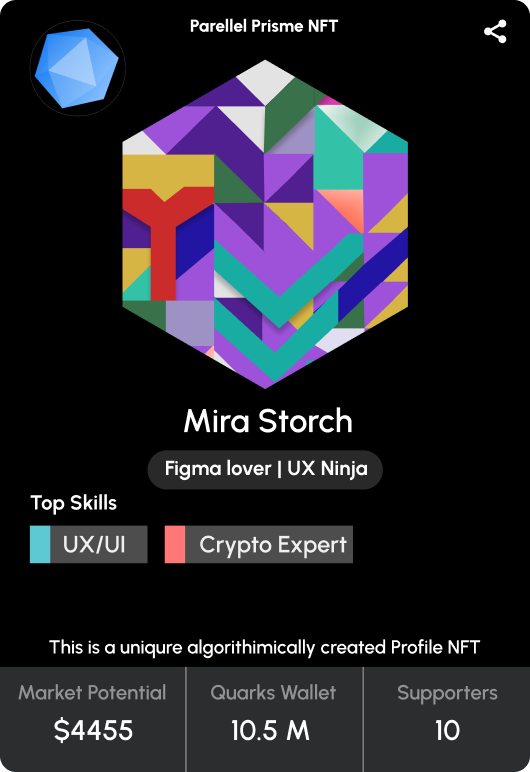 Parellel Prisme NFT
Mira Storch
Figma lover | UX Ninja
Top Skills
UX/UI
Crypto Expert
This is a uniqure algorithimically created Profile NFT
Market Potential
$4455
Quarks Wallet
10.5 M
Supporters
10